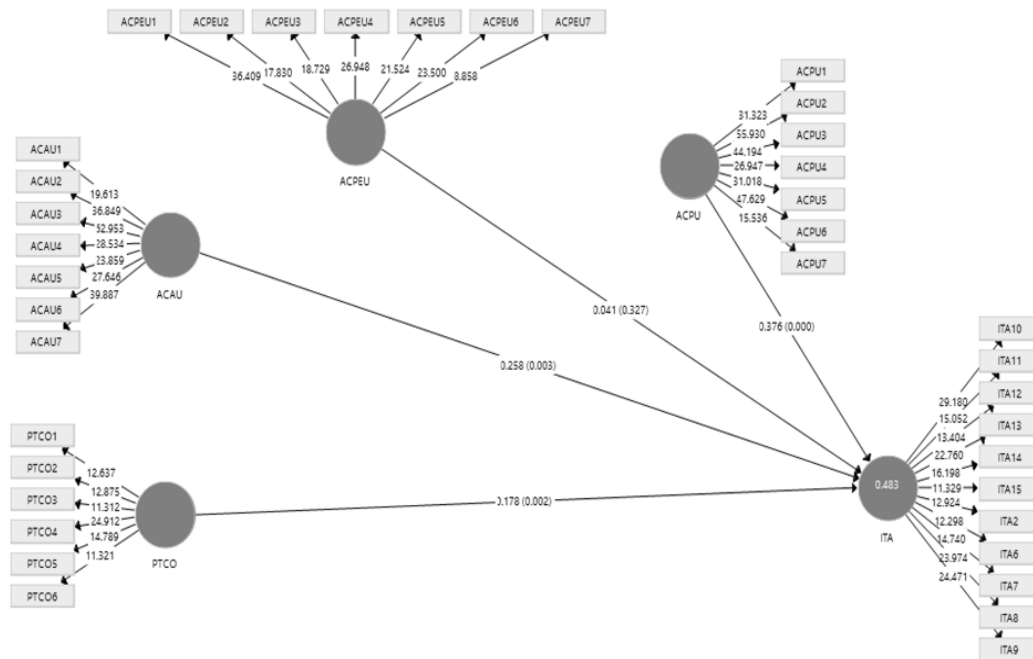 ACPEU1 ACPEU2 ACPEU3 ACPEU4 ACPEU5 ACPEU6 ACPEU7
36.409 17.830 18.729 26.948 21.524 23.500 8.858
ACPEU
ACPU1
ACPU2
ACPU3
ACPU4
ACPU5
ACPU6
ACPU7
31.323
55.930
44.194
26.947
31.018
47.629
15.536
ACPU
ACAU1
ACAU2
ACAU3
ACAU4
ACAU5
ACAU6
ACAU7
19.613
36.849
52.953
28.534
23.859
27.646
39.887
ACAU
0.041 (0.327)
0.376 (0.000)
0.258 (0.003)
0.178 (0.002)
PTCO1
PTCO2
PTCO3
PTCO4
PTCO5
PTCO6
12.637
12.875
11.312
24.912
14.789
11.321
PTCO
0.483
ITA
29.180
15.052
13.404
22.760
16.198
11.329
12.924
12.298
14.740
23.974
24.471
ITA10
ITA11
ITA12
ITA13
ITA14
ITA15
ITA2
ITA6
ITA7
ITA8
ITA9